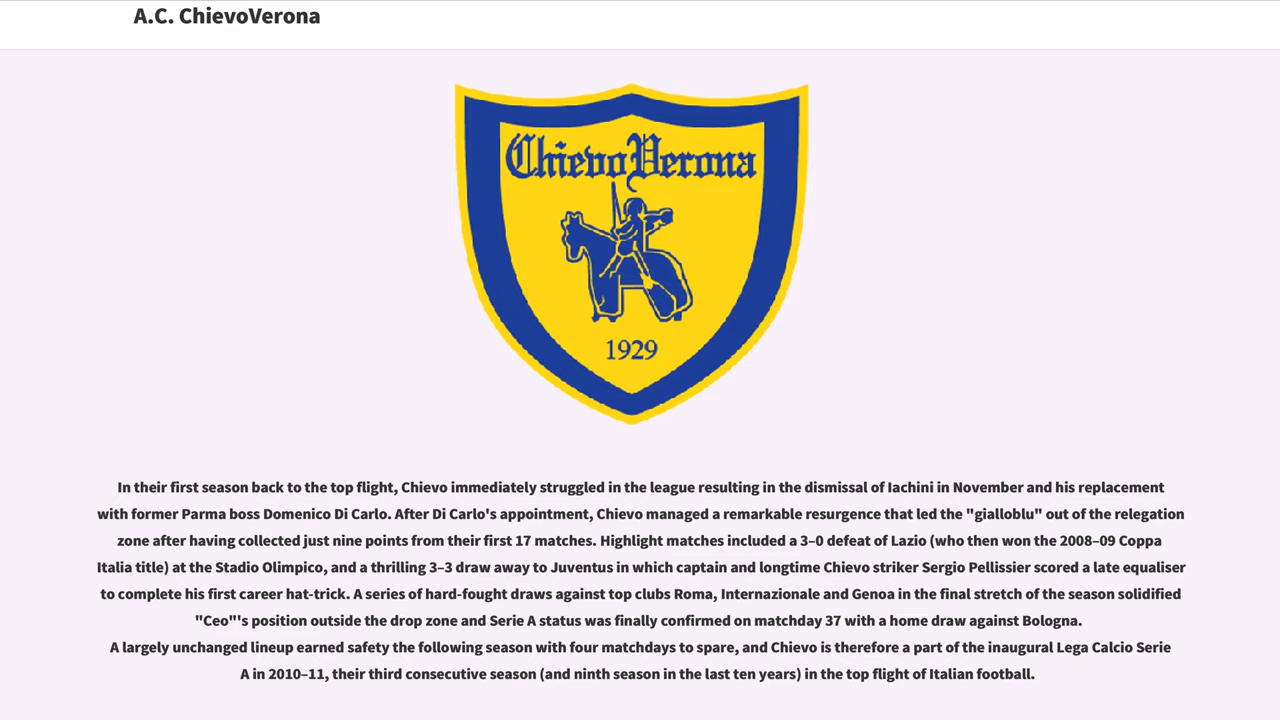 A.C. ChievoVerona
ChievoVerona
1929
In their first season back to the top flight, Chievo immediately struggled in the league resulting in the dismissal of Iachini in November and his replacement
with former Parma boss Domenico Di Carlo. After Di Carlo's appointment, Chievo managed a remarkable resurgence that led the "gialloblu" out of the relegation
zone after having collected just nine points from their first 17 matches. Highlight matches included a 3–0 defeat of Lazio (who then won the 2008–09 Coppa
Italia title) at the Stadio Olimpico, and a thrilling 3–3 draw away to Juventus in which captain and longtime Chievo striker Sergio Pellissier scored a late equaliser
to complete his first career hat-trick. A series of hard-fought draws against top clubs Roma, Internazionale and Genoa in the final stretch of the season solidified
"Ceo"'s position outside the drop zone and Serie A status was finally confirmed on matchday 37 with a home draw against Bologna.
A largely unchanged lineup earned safety the following season with four matchdays to spare, and Chievo is therefore a part of the inaugural Lega Calcio Serie
A in 2010–11, their third consecutive season (and ninth season in the last ten years) in the top flight of Italian football.